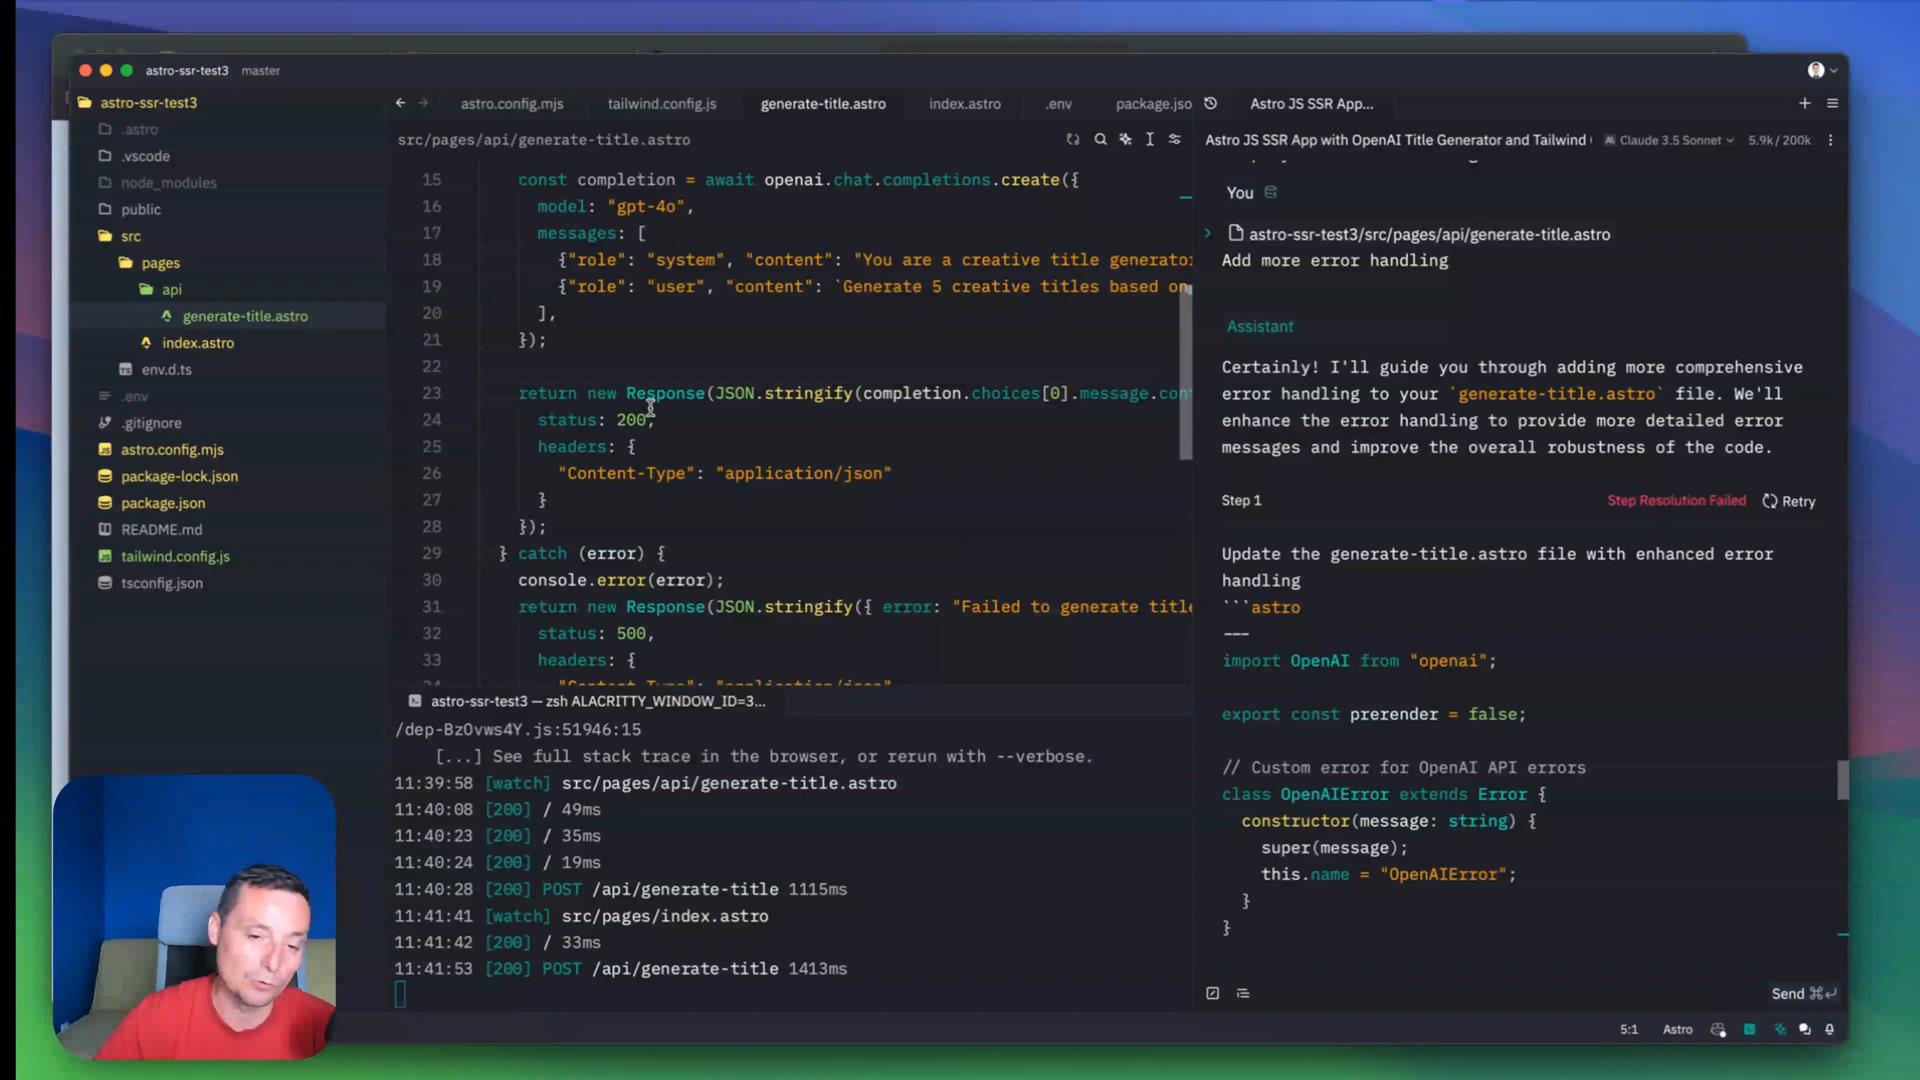 astro-ssr-test3 master
astro-ssr-test3
.astro
.vscode
node_modules
public
src
pages
api
generate-title.astro
index.astro
env.d.ts
.env
.gitignore
astro.config.mjs
package-lock.json
package.json
README.md
tailwind.config.js
tsconfig.json
astro.config.mjs tailwind.config.js generate-title.astro index.astro .env package.jso
src/pages/api/generate-title.astro
15 const completion = await openai.chat.completions.create({
16 model: "gpt-4o",
17 messages: [
18 {"role": "system", "content": "You are a creative title generato
19 {"role": "user", "content": `Generate 5 creative titles based on
20 ],
21 });
22
23 return new Response(JSON.stringify(completion.choices[0].message.con
24 status: 200,
25 headers: {
26 "Content-Type": "application/json"
27 }
28 });
29 } catch (error) {
30 console.error(error);
31 return new Response(JSON.stringify({ error: "Failed to generate title
32 status: 500,
33 headers: {
34 "Content-Type": "application/json"
astro-ssr-test3 — zsh ALACRITTY_WINDOW_ID=3...
/dep-BzOvws4Y.js:51946:15
[...] See full stack trace in the browser, or rerun with --verbose.
11:39:58 [watch] src/pages/api/generate-title.astro
11:40:08 [200] / 49ms
11:40:23 [200] / 35ms
11:40:24 [200] / 19ms
11:40:28 [200] POST /api/generate-title 1115ms
11:41:41 [watch] src/pages/index.astro
11:41:42 [200] / 33ms
11:41:53 [200] POST /api/generate-title 1413ms
Astro JS SSR App...
Astro JS SSR App with OpenAI Title Generator and Tailwind Claude 3.5 Sonnet 5.9k / 200k
You
astro-ssr-test3/src/pages/api/generate-title.astro
Add more error handling
Assistant
Certainly! I'll guide you through adding more comprehensive
error handling to your `generate-title.astro` file. We'll
enhance the error handling to provide more detailed error
messages and improve the overall robustness of the code.
Step 1 Step Resolution Failed Retry
Update the generate-title.astro file with enhanced error
handling
```astro
---
import OpenAI from "openai";
export const prerender = false;
// Custom error for OpenAI API errors
class OpenAIError extends Error {
constructor(message: string) {
super(message);
this.name = "OpenAIError";
}
}
Send ⌘↵
5:1 Astro